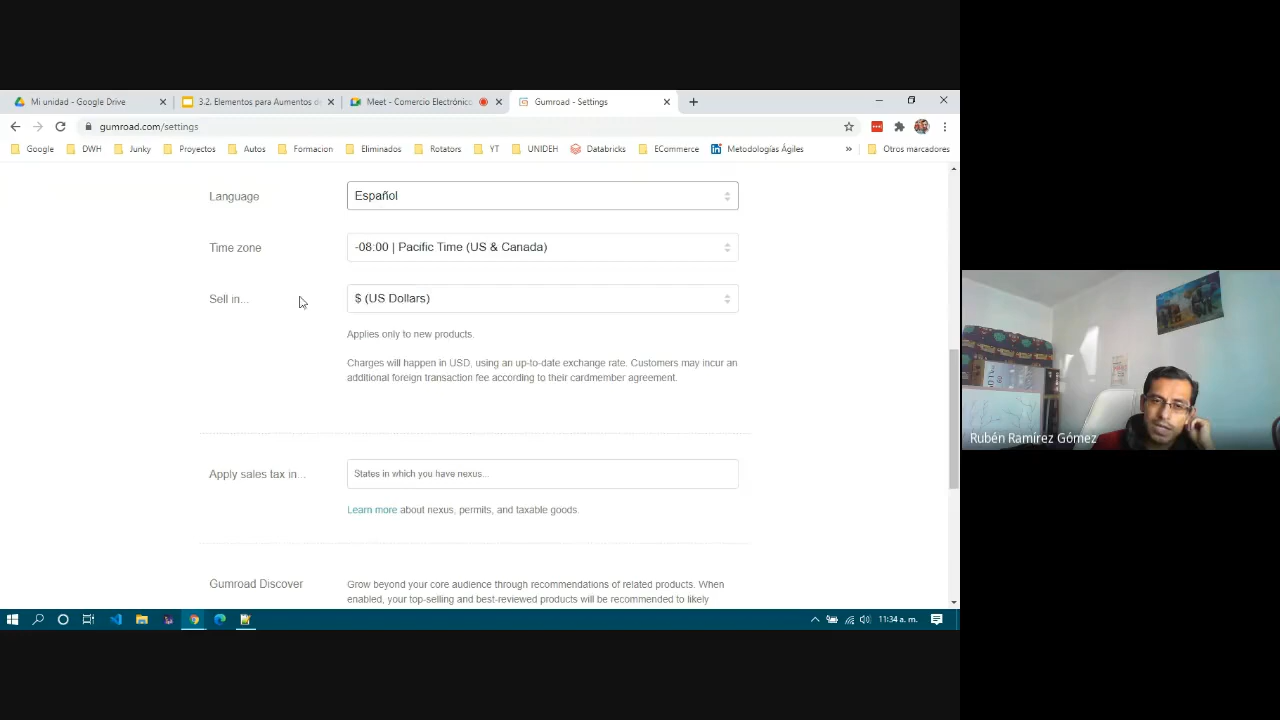 Mi unidad - Google Drive
3.2. Elementos para Aumentos de
Meet - Comercio Electrónico
Gumroad - Settings
gumroad.com/settings
Google
DWH
Junky
Proyectos
Autos
Formacion
Eliminados
Rotators
YT
UNIDEH
Databricks
ECommerce
Metodologías Ágiles
»
Otros marcadores
Language
Español
Time zone
-08:00 | Pacific Time (US & Canada)
Sell in...
$ (US Dollars)
Applies only to new products.
Charges will happen in USD, using an up-to-date exchange rate. Customers may incur an
additional foreign transaction fee according to their cardmember agreement.
Apply sales tax in...
States in which you have nexus...
Learn more about nexus, permits, and taxable goods.
Gumroad Discover
Grow beyond your core audience through recommendations of related products. When
enabled, your top-selling and best-reviewed products will be recommended to likely
11:34 a. m.
Rubén Ramírez Gómez